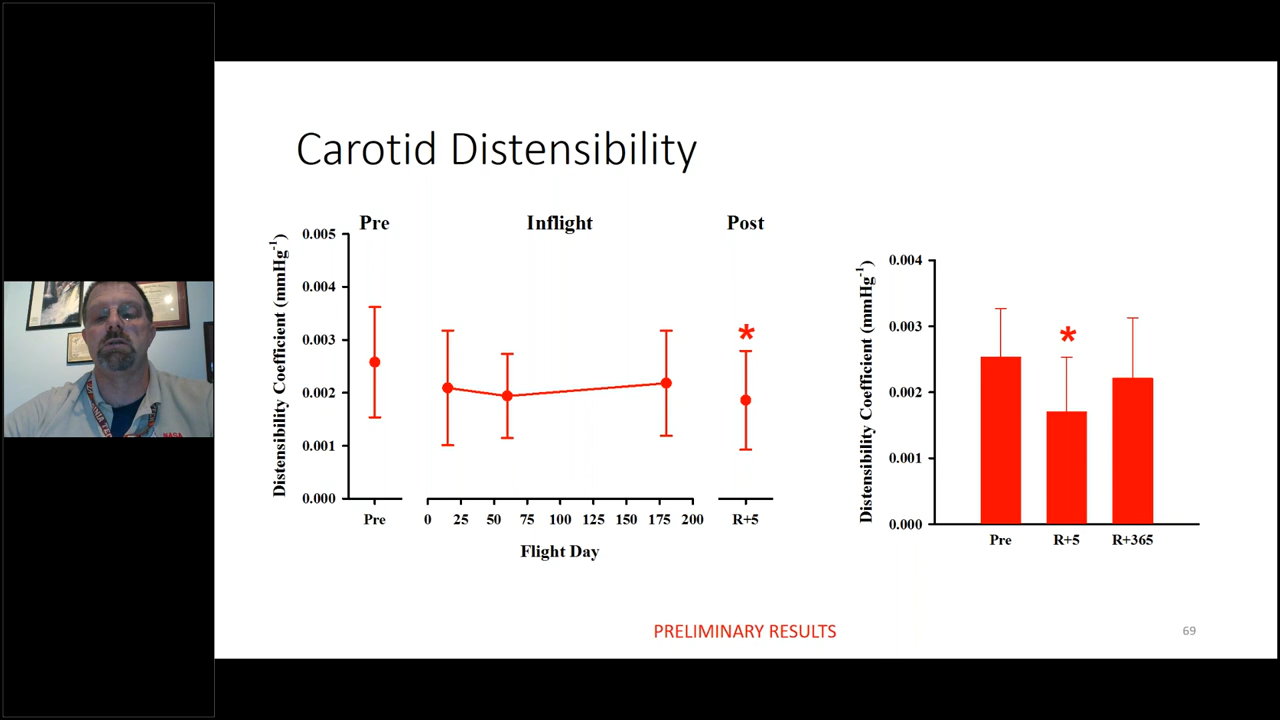 Carotid Distensibility
Pre
Inflight
Post
Distensibility Coefficient (mmHg⁻¹)
0.005
0.004
0.003
0.002
0.001
0.000
*
Pre
0 25 50 75 100 125 150 175 200
R+5
Flight Day
Distensibility Coefficient (mmHg⁻¹)
0.004
0.003
0.002
0.001
0.000
*
Pre R+5 R+365
PRELIMINARY RESULTS
69
NASA